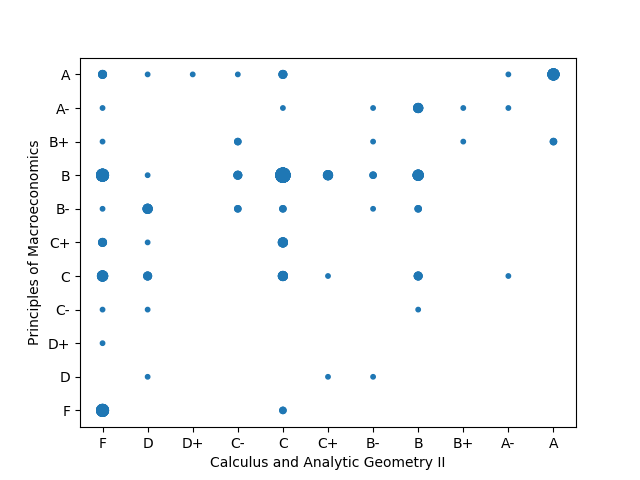 A
A-
B+
B
B-
C+
C
C-
D+
D
F
Principles of Macroeconomics
F D D+ C- C C+ B- B B+ A- A
Calculus and Analytic Geometry II